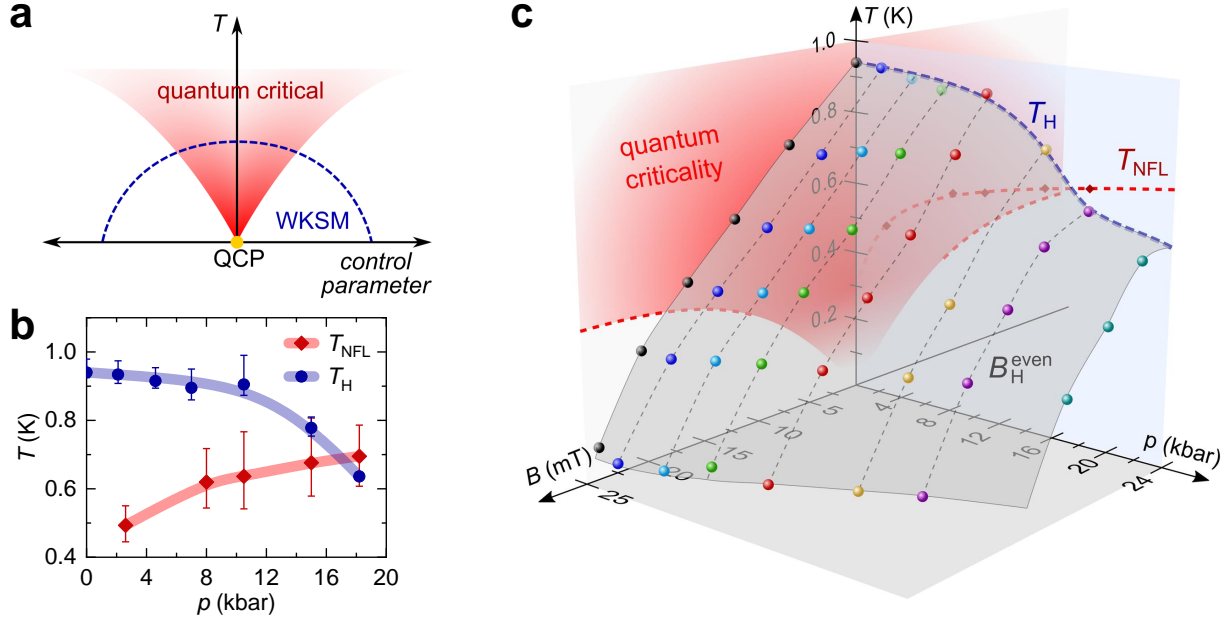 a
T
quantum critical
WKSM
QCP
control
parameter
b
1.0
0.8
0.6
0.4
T (K)
T_NFL
T_H
0 4 8 12 16 20
p (kbar)
c
T (K)
1.0
0.8
0.6
0.4
0.2
quantum
criticality
T_H
T_NFL
B_H^even
5
10
15
20
25
B (mT)
4
8
12
16
20
24
p (kbar)